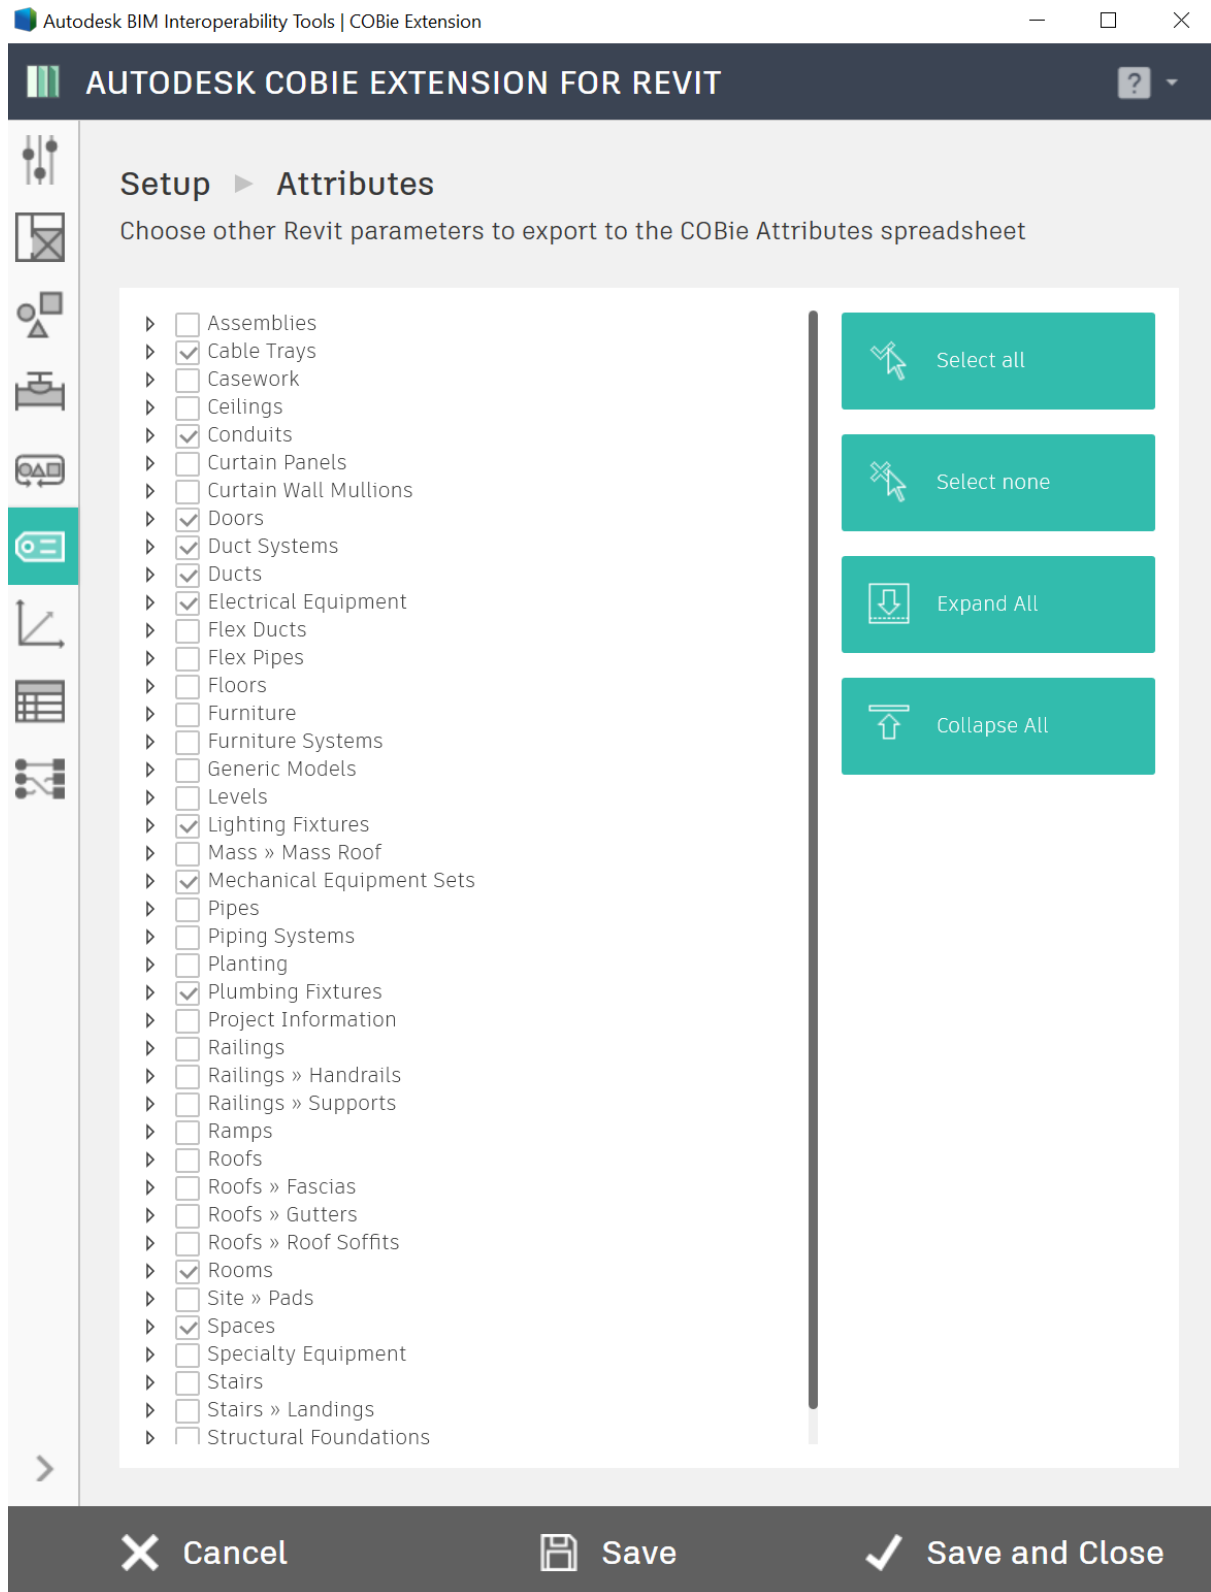 Autodesk BIM Interoperability Tools | COBie Extension
AUTODESK COBIE EXTENSION FOR REVIT
?
Setup ▶ Attributes
Choose other Revit parameters to export to the COBie Attributes spreadsheet
Assemblies
Cable Trays
Casework
Ceilings
Conduits
Curtain Panels
Curtain Wall Mullions
Doors
Duct Systems
Ducts
Electrical Equipment
Flex Ducts
Flex Pipes
Floors
Furniture
Furniture Systems
Generic Models
Levels
Lighting Fixtures
Mass » Mass Roof
Mechanical Equipment Sets
Pipes
Piping Systems
Planting
Plumbing Fixtures
Project Information
Railings
Railings » Handrails
Railings » Supports
Ramps
Roofs
Roofs » Fascias
Roofs » Gutters
Roofs » Roof Soffits
Rooms
Site » Pads
Spaces
Specialty Equipment
Stairs
Stairs » Landings
Structural Foundations
Select all
Select none
Expand All
Collapse All
Cancel
Save
Save and Close